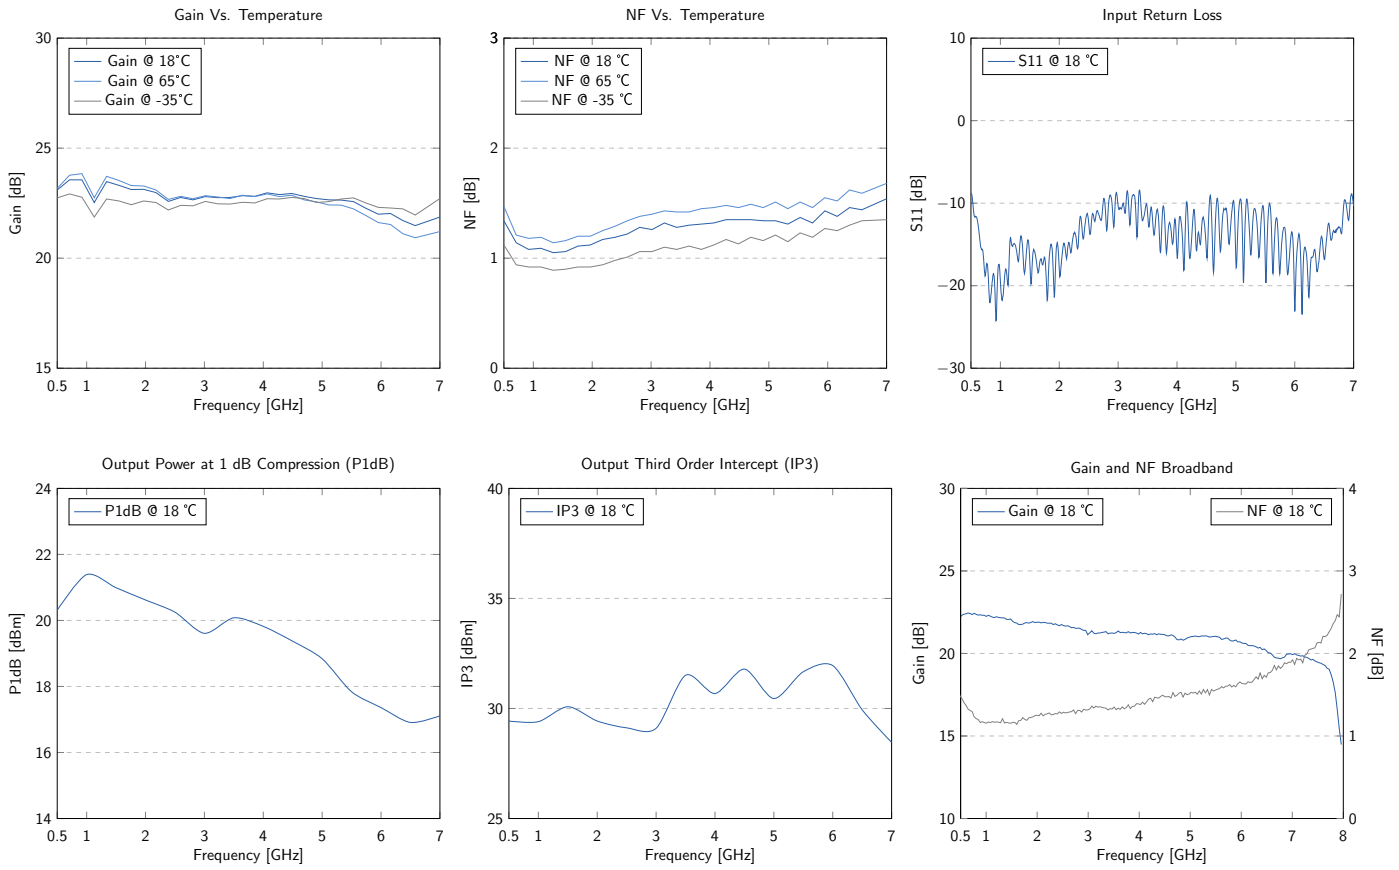 Gain Vs. Temperature
30
25
20
15
Gain [dB]
Gain @ 18°C
Gain @ 65°C
Gain @ -35°C
0.5 1 2 3 4 5 6 7
Frequency [GHz]
NF Vs. Temperature
3
2
1
0
NF [dB]
NF @ 18 °C
NF @ 65 °C
NF @ -35 °C
0.5 1 2 3 4 5 6 7
Frequency [GHz]
Input Return Loss
10
0
−10
−20
−30
S11 [dB]
S11 @ 18 °C
0.5 1 2 3 4 5 6 7
Frequency [GHz]
Output Power at 1 dB Compression (P1dB)
24
22
20
18
16
14
P1dB [dBm]
P1dB @ 18 °C
0.5 1 2 3 4 5 6 7
Frequency [GHz]
Output Third Order Intercept (IP3)
40
35
30
25
IP3 [dBm]
IP3 @ 18 °C
0.5 1 2 3 4 5 6 7
Frequency [GHz]
Gain and NF Broadband
30
25
20
15
10
Gain [dB]
Gain @ 18 °C
NF @ 18 °C
4
3
2
1
0
NF [dB]
0.5 1 2 3 4 5 6 7 8
Frequency [GHz]